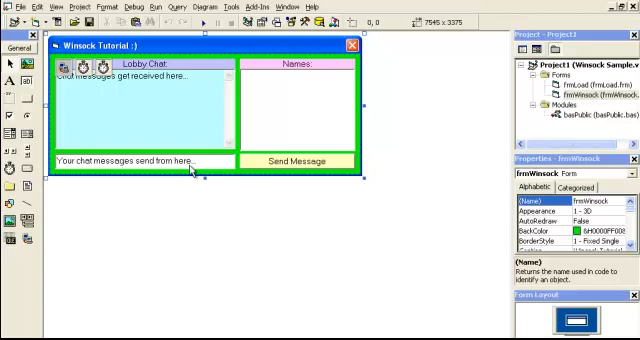 File Edit View Project Format Debug Run Query Diagram Tools Add-Ins Window Help
0, 0 7545 x 3375
General
Winsock Tutorial :)
Lobby Chat: Names:
Chat messages get received here...
Your chat messages send from here... Send Message
Project - Project1
Project1 (Winsock Sample.v
Forms
frmLoad (frmLoad.frm)
frmWinsock (frmWinsock.
Modules
basPublic (basPublic.bas)
Properties - frmWinsock
frmWinsock Form
Alphabetic Categorized
(Name) frmWinsock
Appearance 1 - 3D
AutoRedraw False
BackColor &H0000FF00&
BorderStyle 1 - Fixed Single
Caption Winsock Tutorial
(Name)
Returns the name used in code to
identify an object.
Form Layout